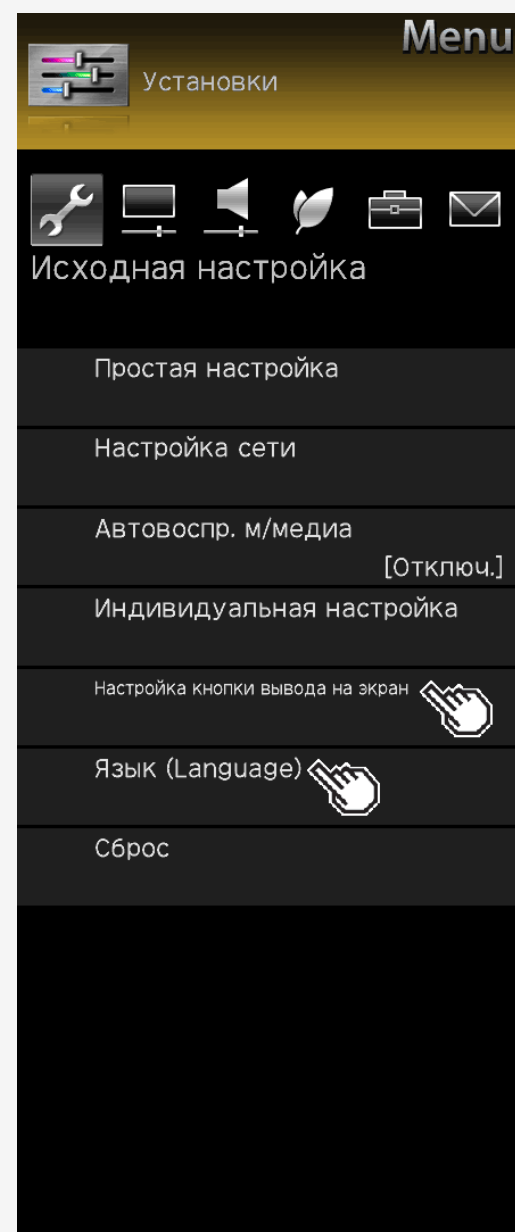 Menu
Установки
Исходная настройка
Простая настройка
Настройка сети
Автовоспр. м/медиа
[Отключ.]
Индивидуальная настройка
Настройка кнопки вывода на экран
Язык (Language)
Сброс